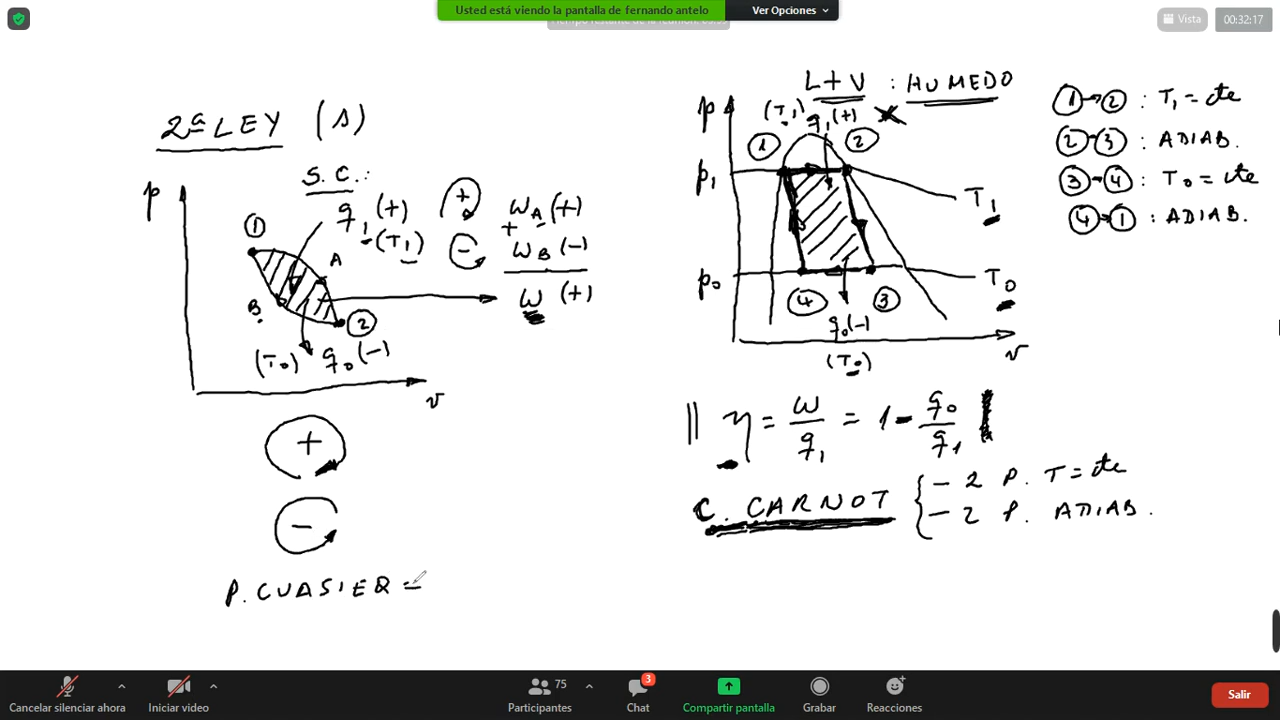 Usted está viendo la pantalla de fernando antelo
Ver Opciones
Vista
00:32:17
2ª LEY (s)
p
S.C.:
q1 (+)
(T1)
+
-
WA (+)
+
WB (-)
W (+)
1
A
B
2
(T0) q0 (-)
v
+
-
P. CUASIER =
L+V : HUMEDO
p
(T1)
q1 (+)
1
2
p1
T1
p0
T0
4
3
q0 (-)
v
(T0)
1→2 : T1 = cte
2→3 : ADIAB.
3→4 : T0 = cte
4→1 : ADIAB.
|| η = W/q1 = 1 - q0/q1
C. CARNOT { - 2 P. T = cte
- 2 P. ADIAB.
Cancelar silenciar ahora
Iniciar video
75
Participantes
3
Chat
Compartir pantalla
Grabar
Reacciones
Salir